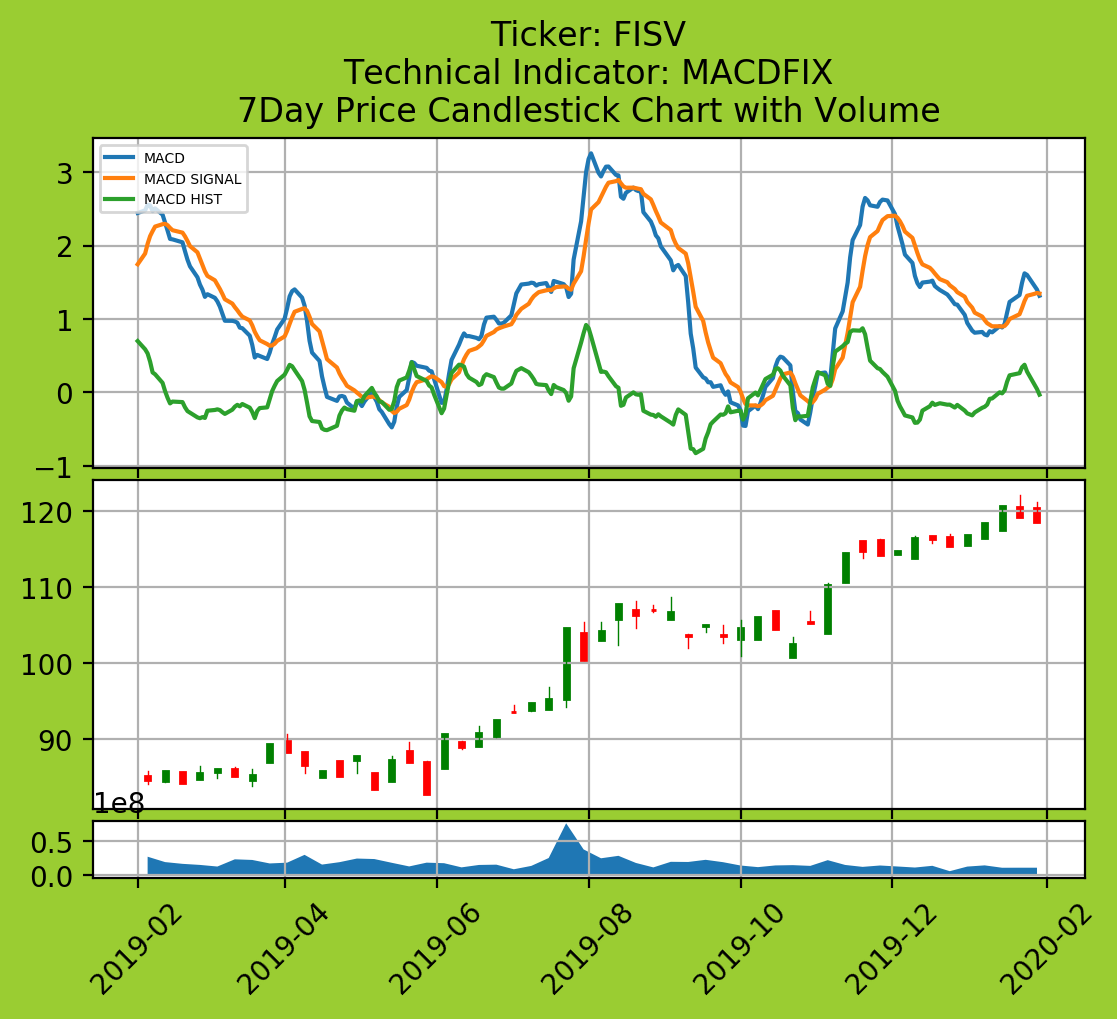 Ticker: FISV
Technical Indicator: MACDFIX
7Day Price Candlestick Chart with Volume
MACD
MACD SIGNAL
MACD HIST
3
2
1
0
−1
120
110
100
90
1e8
0.5
0.0
2019-02
2019-04
2019-06
2019-08
2019-10
2019-12
2020-02